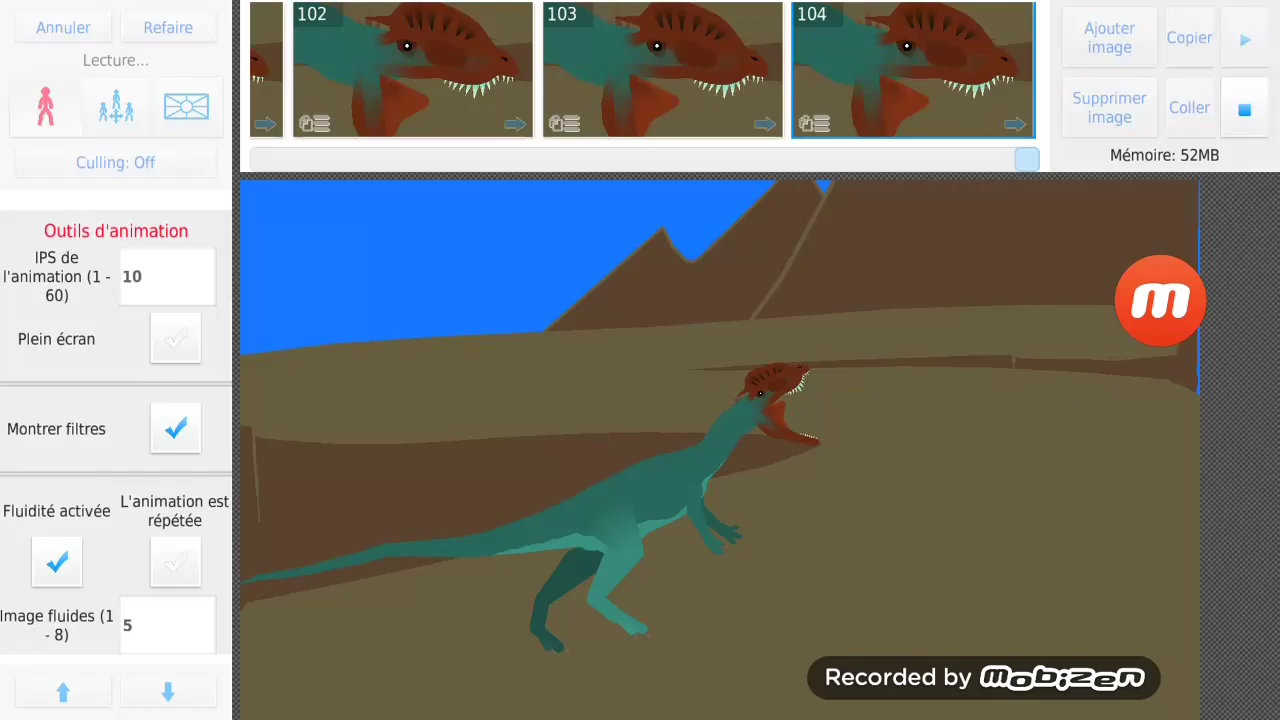 Annuler
Refaire
Lecture...
Culling: Off
Outils d'animation
IPS de
l'animation (1 -
60)
10
Plein écran
Montrer filtres
Fluidité activée
L'animation est
répétée
Image fluides (1
- 8)
5
102
103
104
Ajouter
image
Copier
Supprimer
image
Coller
Mémoire: 52MB
m
Recorded by mobizen